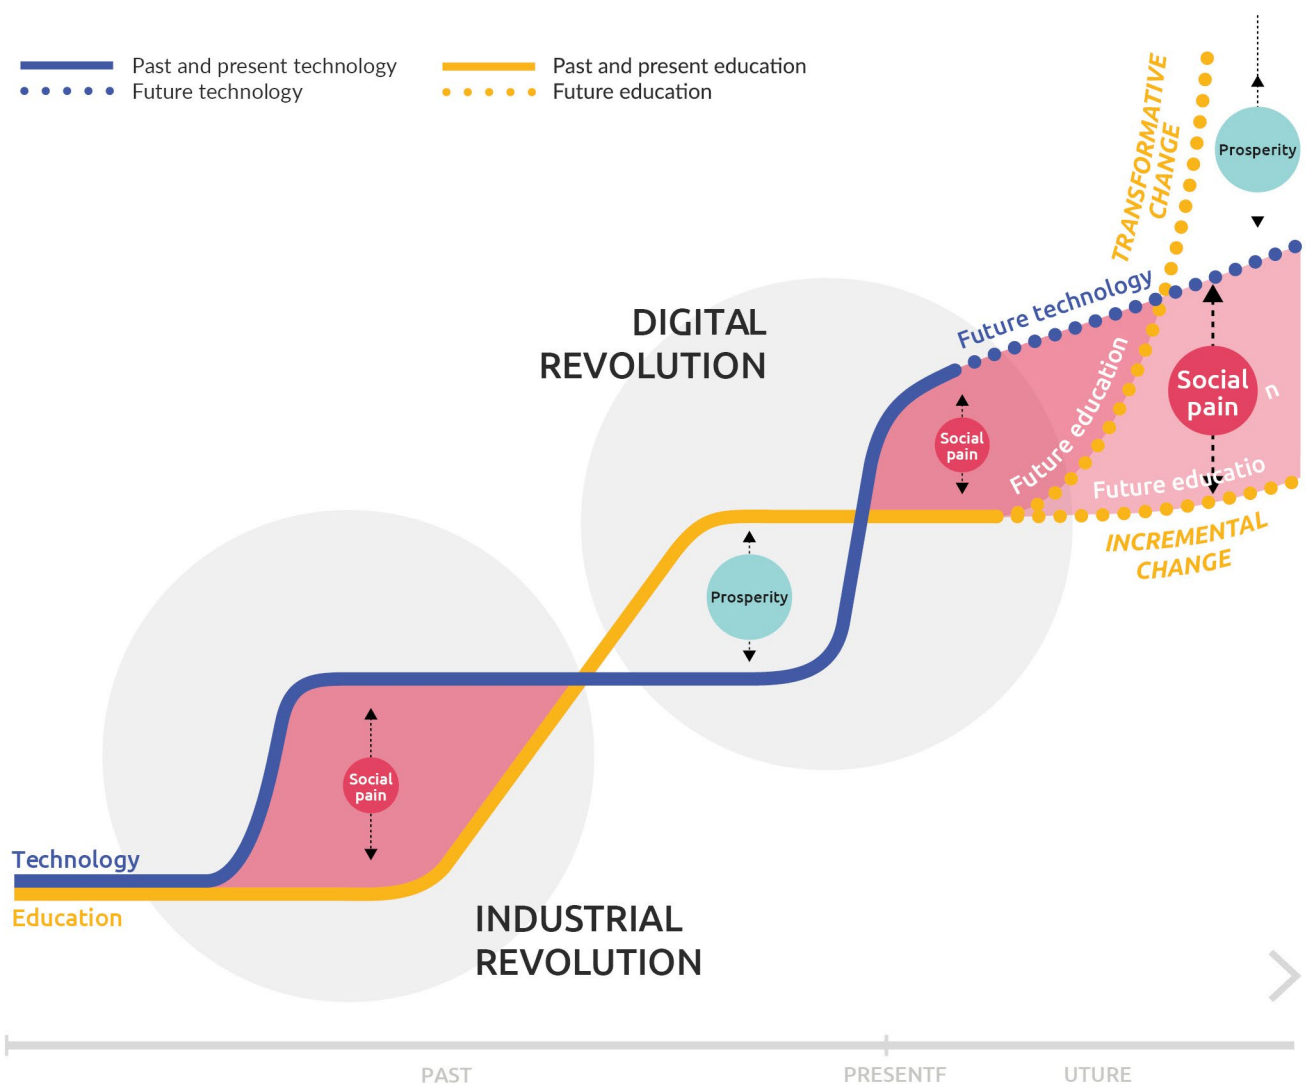 Past and present technology
Future technology
Past and present education
Future education
TRANSFORMATIVE
CHANGE
Prosperity
DIGITAL
REVOLUTION
Future technology
Future education
Social
pain
n
Social
pain
Future educatio
INCREMENTAL
CHANGE
Prosperity
Social
pain
Technology
Education
INDUSTRIAL
REVOLUTION
PAST
PRESENTF
UTURE